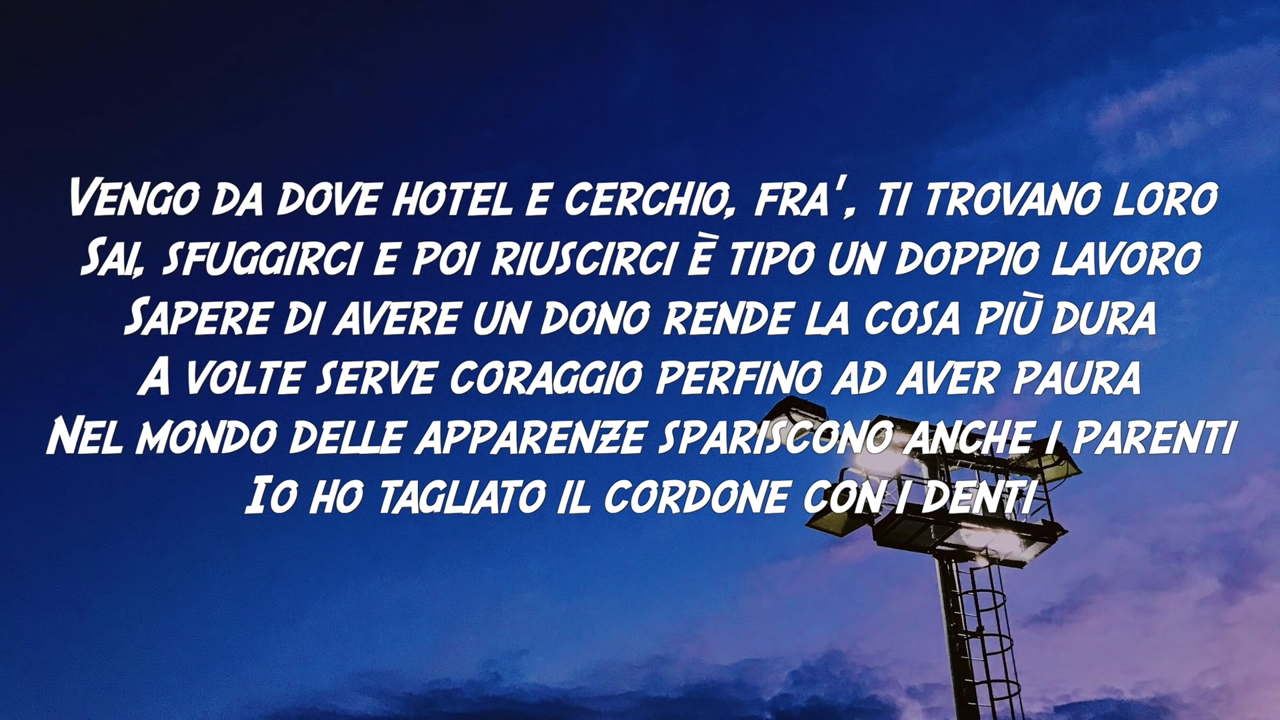 Vengo da dove hotel e cerchio, fra', ti trovano loro
Sai, sfuggirci e poi riuscirci è tipo un doppio lavoro
Sapere di avere un dono rende la cosa più dura
A volte serve coraggio perfino ad aver paura
Nel mondo delle apparenze spariscono anche i parenti
Io ho tagliato il cordone con i denti